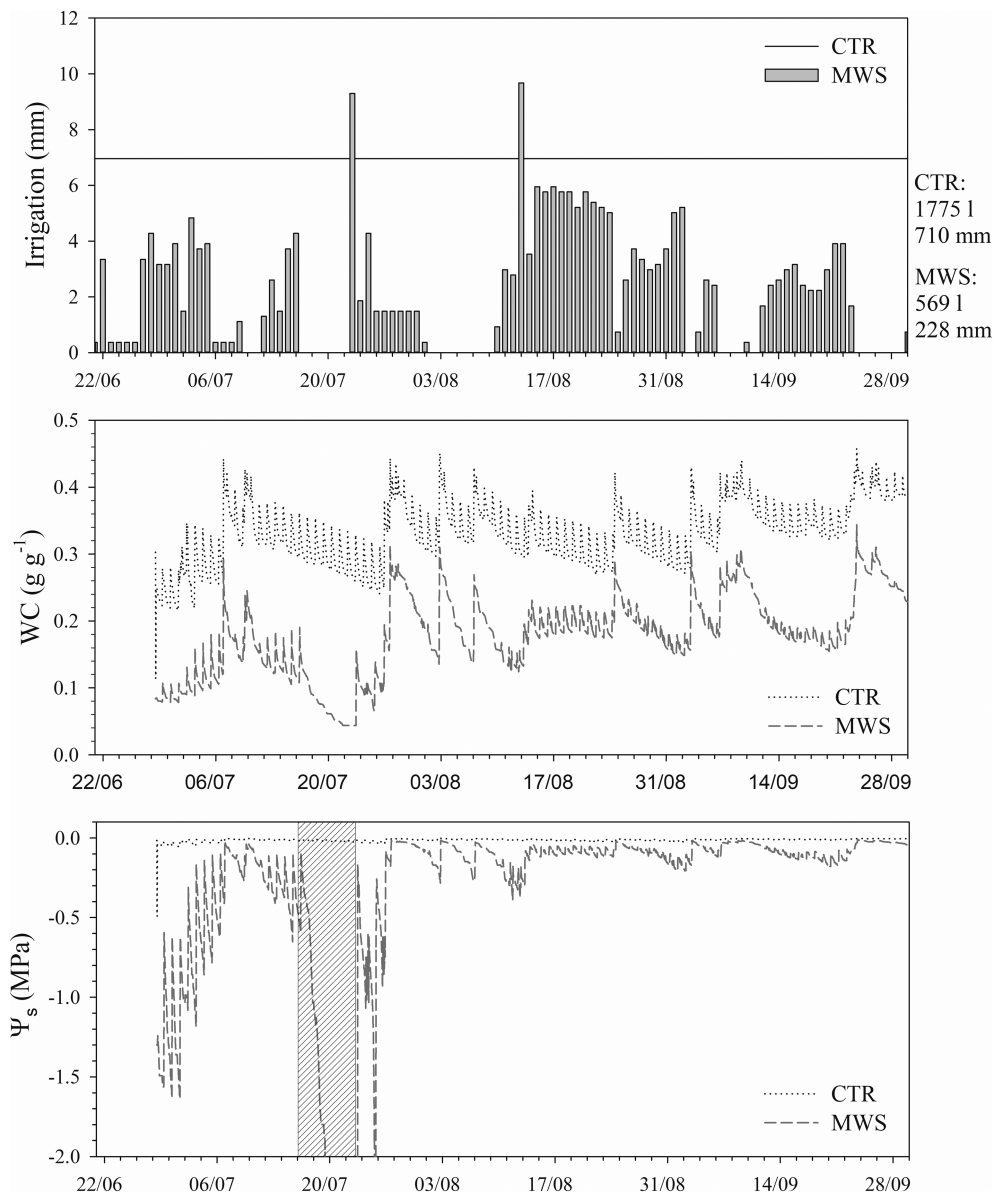 12
10
8
6
4
2
0
Irrigation (mm)
CTR
MWS
CTR:
1775 l
710 mm
MWS:
569 l
228 mm
22/06 06/07 20/07 03/08 17/08 31/08 14/09 28/09
0.5
0.4
0.3
0.2
0.1
0.0
WC (g g⁻¹)
CTR
MWS
22/06 06/07 20/07 03/08 17/08 31/08 14/09 28/09
0.0
-0.5
-1.0
-1.5
-2.0
Ψs (MPa)
CTR
MWS
22/06 06/07 20/07 03/08 17/08 31/08 14/09 28/09